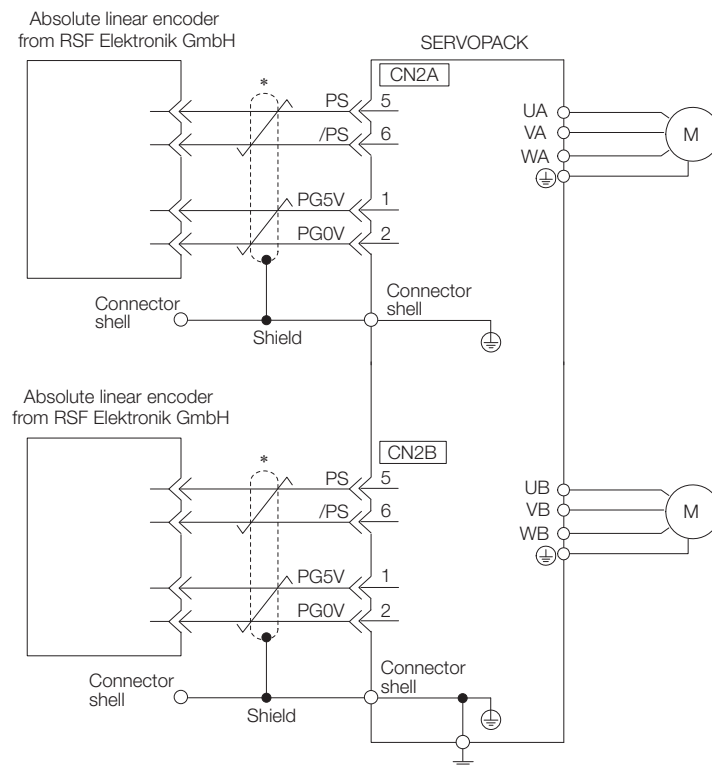 Absolute linear encoder
from RSF Elektronik GmbH
SERVOPACK
CN2A
*
PS
5
/PS
6
PG5V
1
PG0V
2
UA
VA
WA
M
Connector
shell
Shield
Connector
shell
Absolute linear encoder
from RSF Elektronik GmbH
CN2B
*
PS
5
/PS
6
PG5V
1
PG0V
2
UB
VB
WB
M
Connector
shell
Shield
Connector
shell